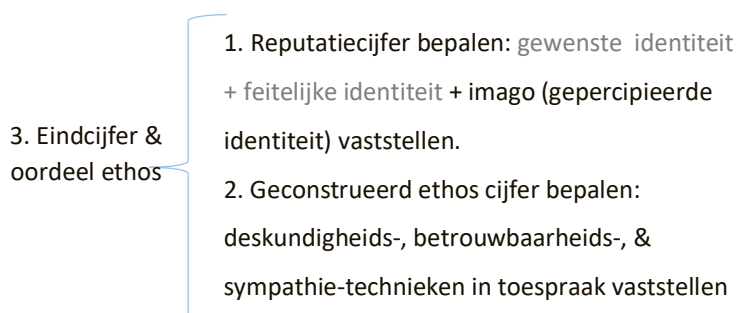 3. Eindcijfer &
oordeel ethos
1. Reputatiecijfer bepalen: gewenste identiteit
+ feitelijke identiteit + imago (gepercipieerde
identiteit) vaststellen.
2. Geconstrueerd ethos cijfer bepalen:
deskundigheids-, betrouwbaarheids-, &
sympathie-technieken in toespraak vaststellen